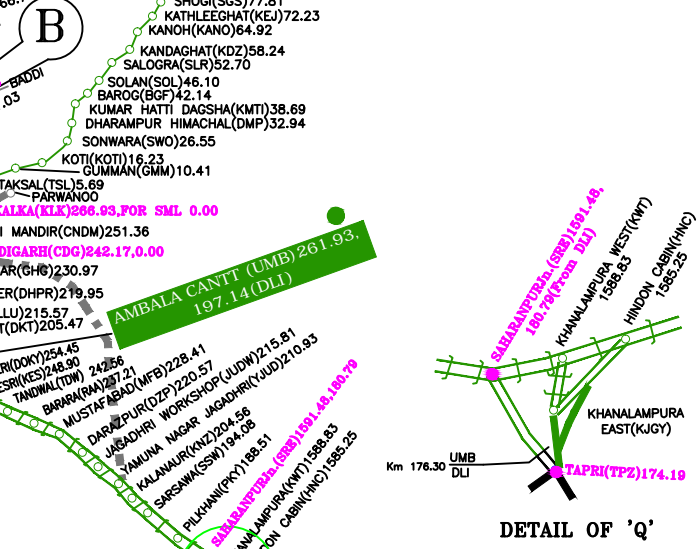 SHOGI(SGS)77.81
KATHLEEGHAT(KEJ)72.23
KANOH(KANO)64.92
B
KANDAGHAT(KDZ)58.24
SALOGRA(SLR)52.70
BADDI
SOLAN(SOL)46.10
BAROG(BGF)42.14
.03
KUMAR HATTI DAGSHA(KMTI)38.69
DHARAMPUR HIMACHAL(DMP)32.94
SONWARA(SWO)26.55
KOTI(KOTI)16.23
GUMMAN(GMM)10.41
TAKSAL(TSL)5.69
PARWANOO
KALKA(KLK)266.93,FOR SML 0.00
I MANDIR(CNDM)251.36
DIGARH(CDG)242.17,0.00
AR(GHG)230.97
ER(DHPR)219.95
LLU)215.57
T(DKT)205.47
AMBALA CANTT (UMB)261.93,
197.14(DLI)
RI(DOKY)254.45
ESRI(KES)248.90
TANDWAL(TDW) 242.56
BARARA(RAA)237.21
MUSTAFABAD(MFB)228.41
DARAZPUR(DZP)220.57
JAGADHRI WORKSHOP(JUDW)215.81
YAMUNA NAGAR JAGADHRI(YJUD)210.93
KALANAUR(KNZ)204.56
SARSAWA(SSW)194.08
PILKHANI(PKY)188.51
SAHARANPURJn.(SRE)1591.48,180.79
ANALAMPURA(KWT)1588.83
DON CABIN(HNC)1585.25
SAHARANPURJn.(SRE)1591.48,
180.79(From DLI)
KHANALAMPURA WEST(KWT)
1588.83
HINDON CABIN(HNC)
1585.25
KHANALAMPURA
EAST(KJGY)
Km 176.30
UMB
DLI
TAPRI(TPZ)174.19
DETAIL OF 'Q'